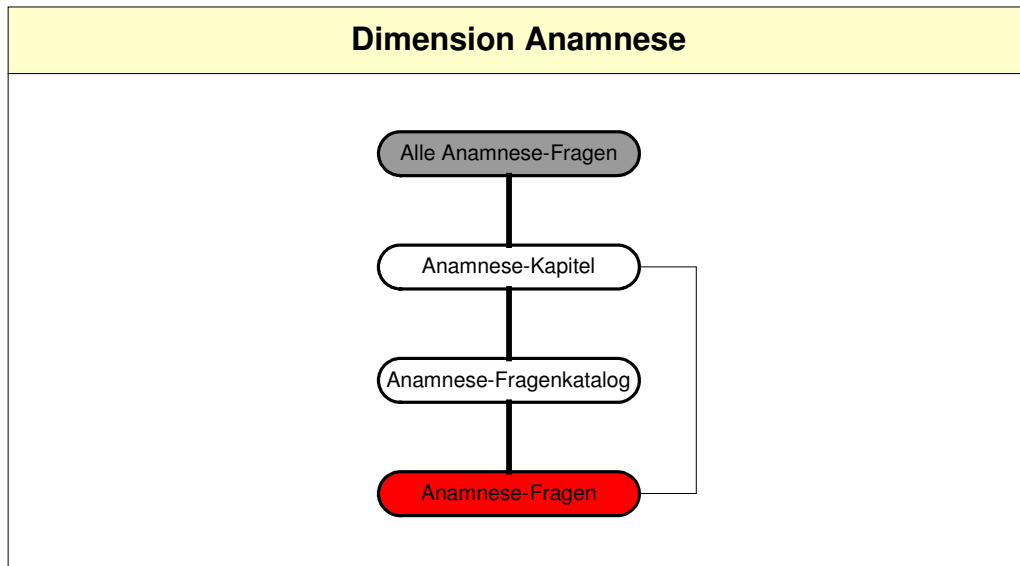 Dimension Anamnese
Alle Anamnese-Fragen
Anamnese-Kapitel
Anamnese-Fragenkatalog
Anamnese-Fragen